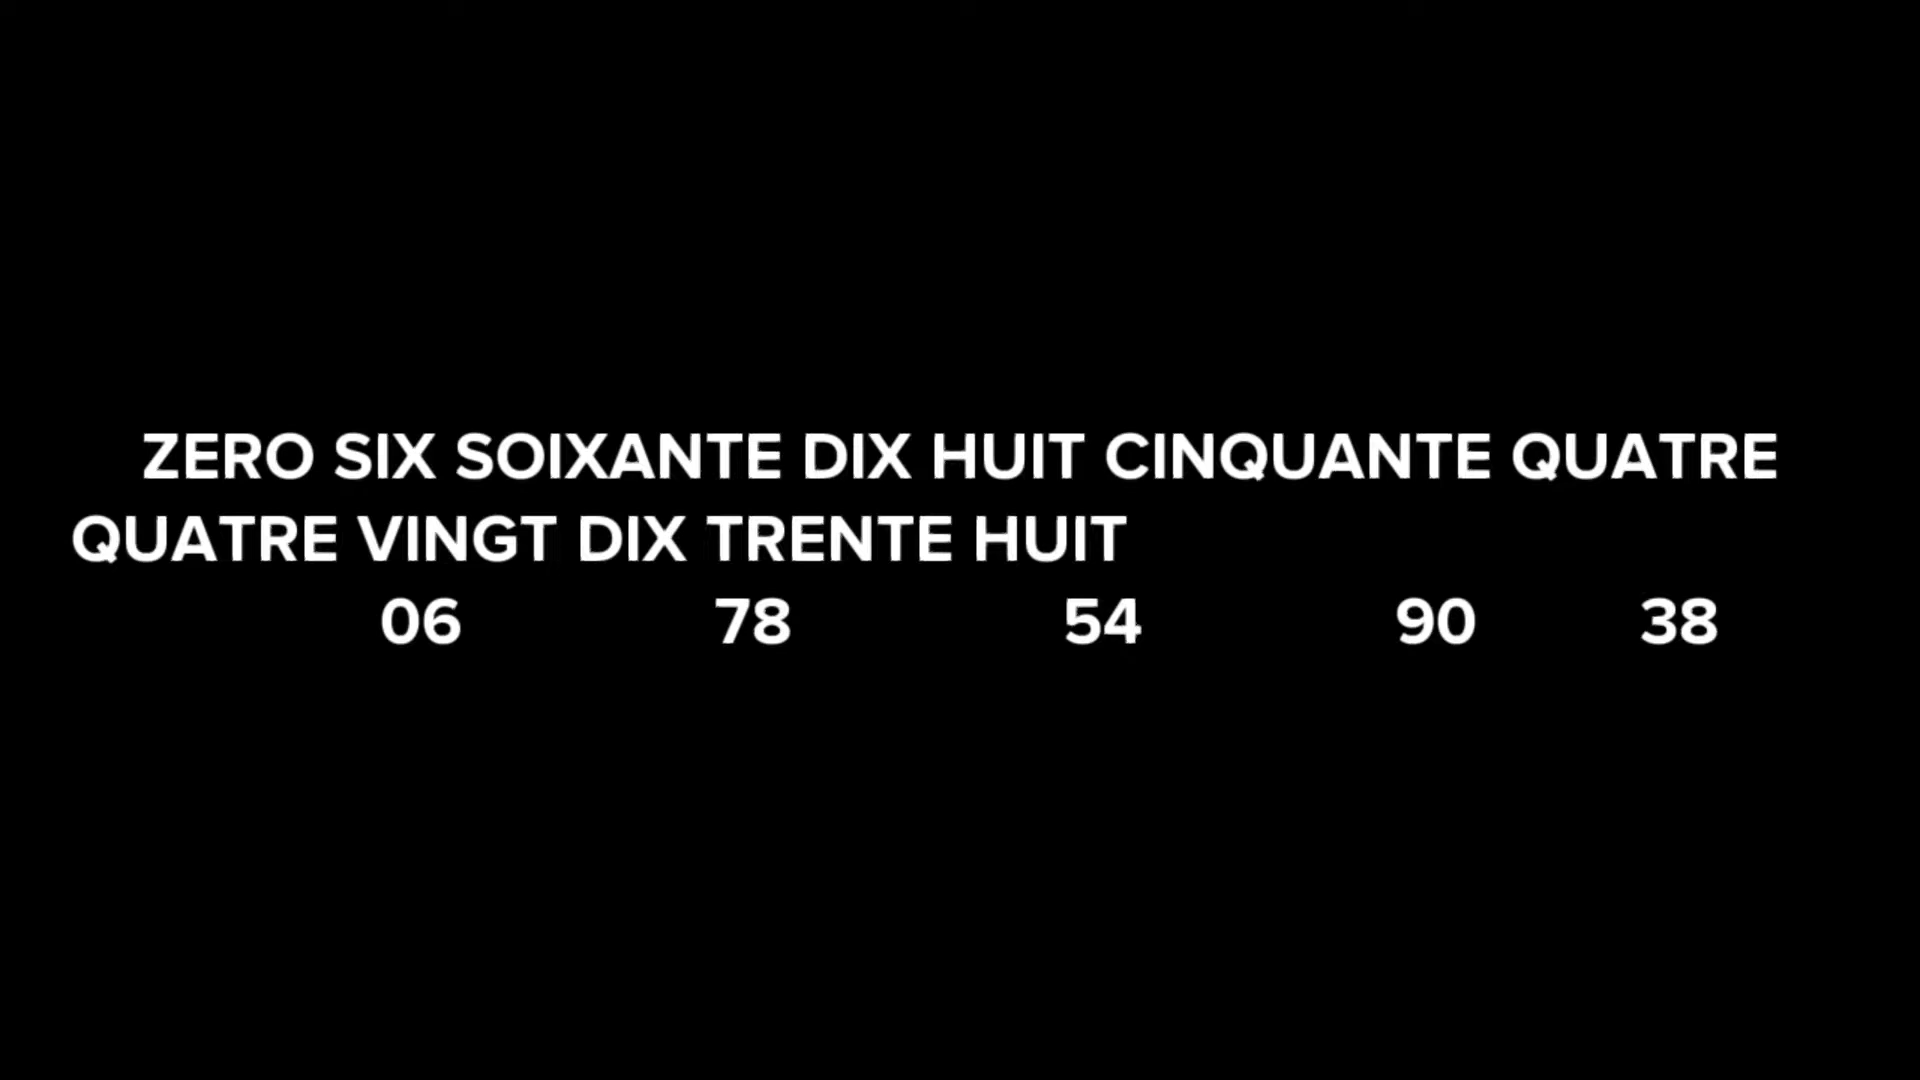 ZERO SIX SOIXANTE DIX HUIT CINQUANTE QUATRE
QUATRE VINGT DIX TRENTE HUIT
06 78 54 90 38